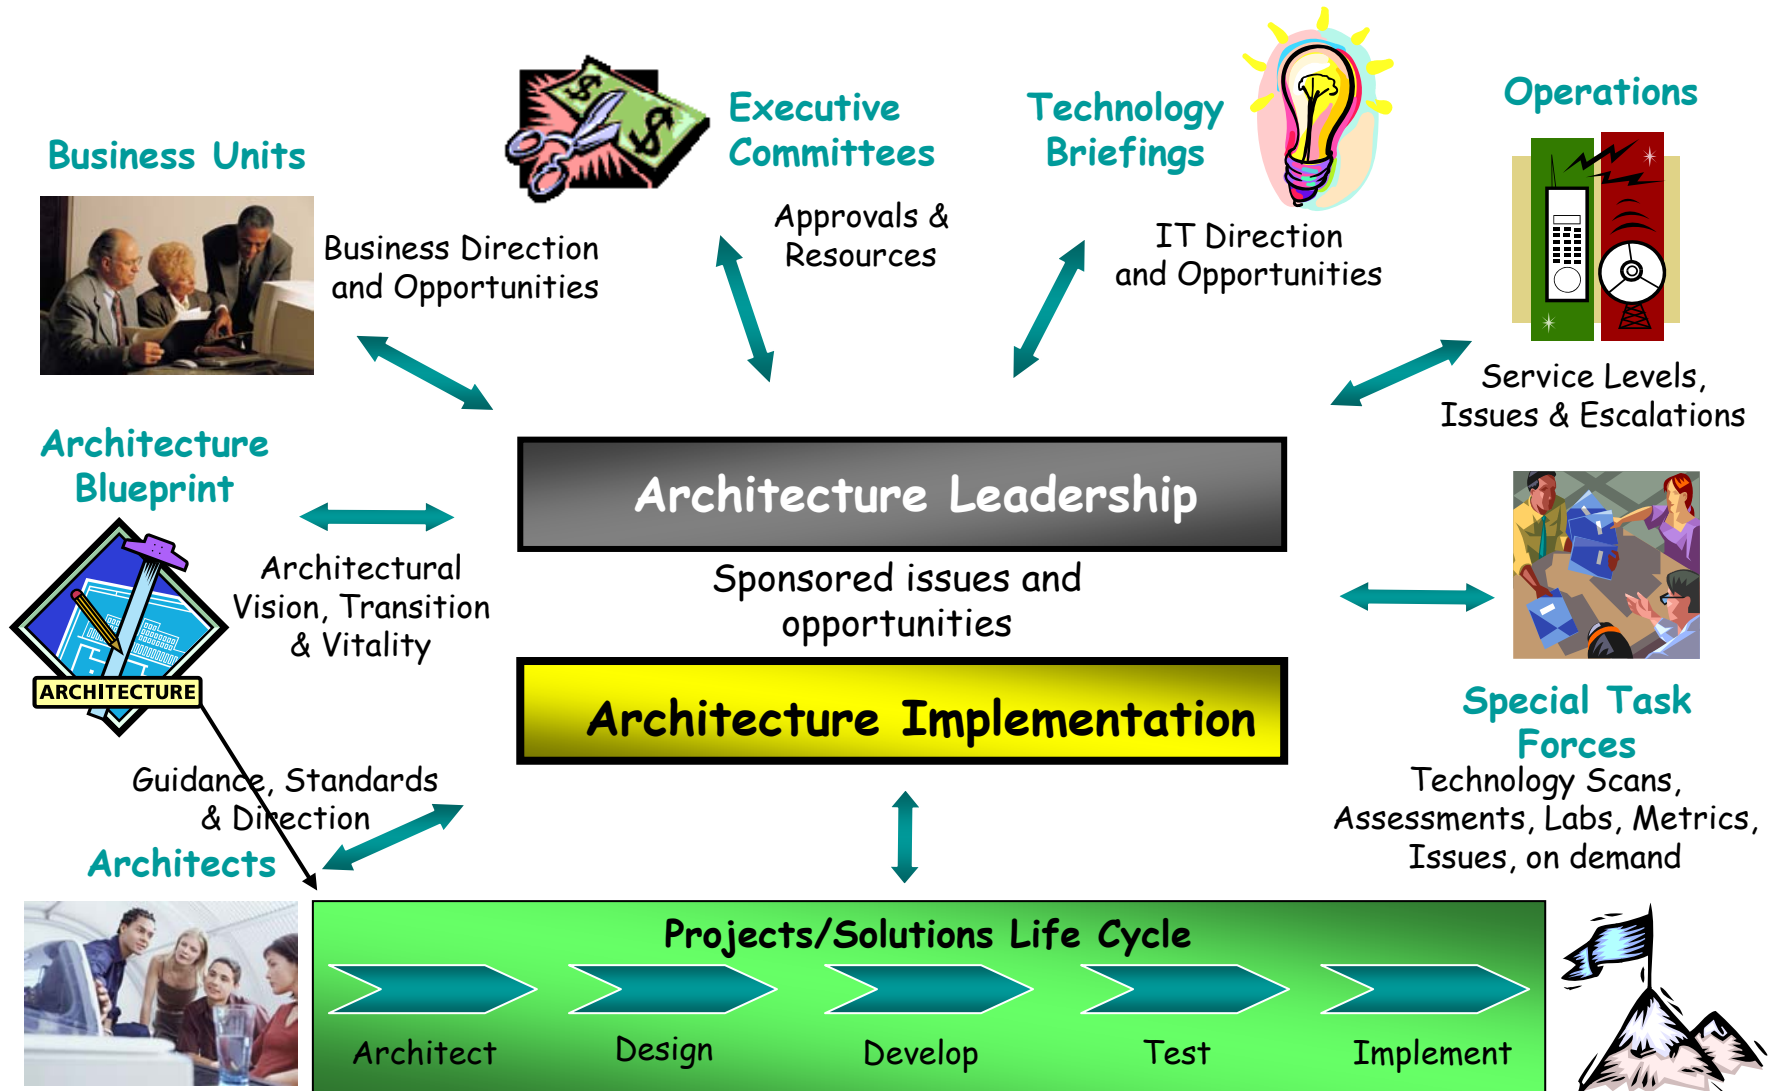 Business Units
Business Direction
and Opportunities
Executive
Committees
Approvals &
Resources
Technology
Briefings
IT Direction
and Opportunities
Operations
Service Levels,
Issues & Escalations
Architecture
Blueprint
ARCHITECTURE
Architectural
Vision, Transition
& Vitality
Architecture Leadership
Sponsored issues and
opportunities
Architecture Implementation
Special Task
Forces
Technology Scans,
Assessments, Labs, Metrics,
Issues, on demand
Guidance, Standards
& Direction
Architects
Projects/Solutions Life Cycle
Architect
Design
Develop
Test
Implement